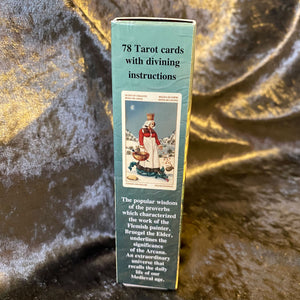 78 Tarot cards
with divining
instructions
The popular wisdom
of the proverbs
which characterized
the work of the
Flemish painter,
Bruegel the Elder,
underlines the
significance
of the Arcana.
An extraordinary
universe that
recalls the daily
life of our
Medieval age.